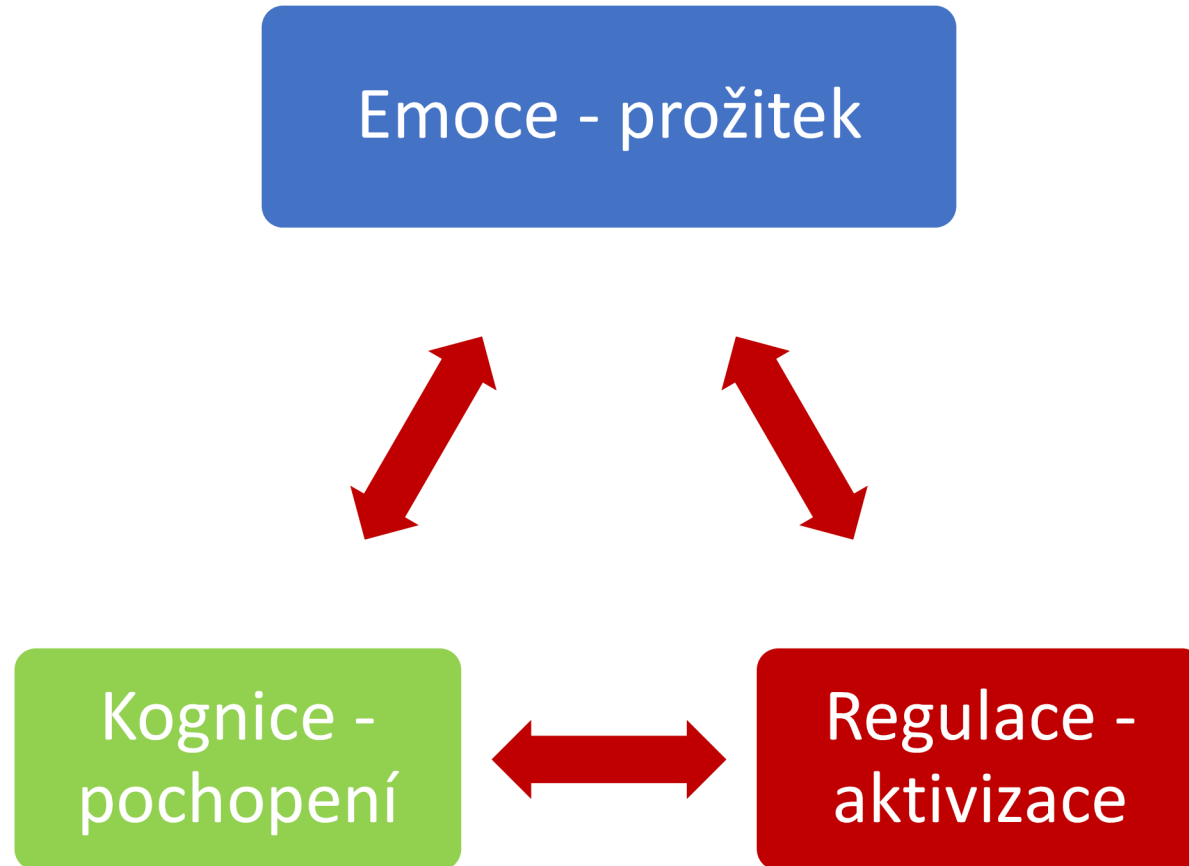 Emoce - prožitek
Kognice -
pochopení
Regulace -
aktivizace